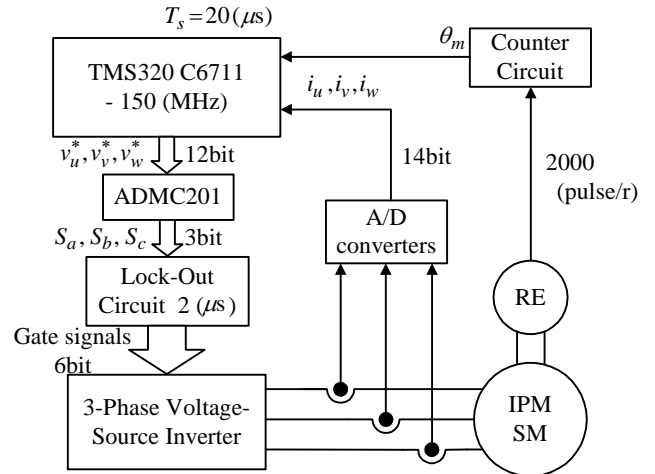 T_s = 20 (μs)
TMS320 C6711
- 150 (MHz)
θ_m
Counter
Circuit
i_u, i_v, i_w
v_u^*, v_v^*, v_w^*
12bit
14bit
2000
(pulse/r)
ADMC201
A/D
converters
S_a, S_b, S_c
3bit
Lock-Out
Circuit 2 (μs)
RE
Gate signals
6bit
3-Phase Voltage-
Source Inverter
IPM
SM